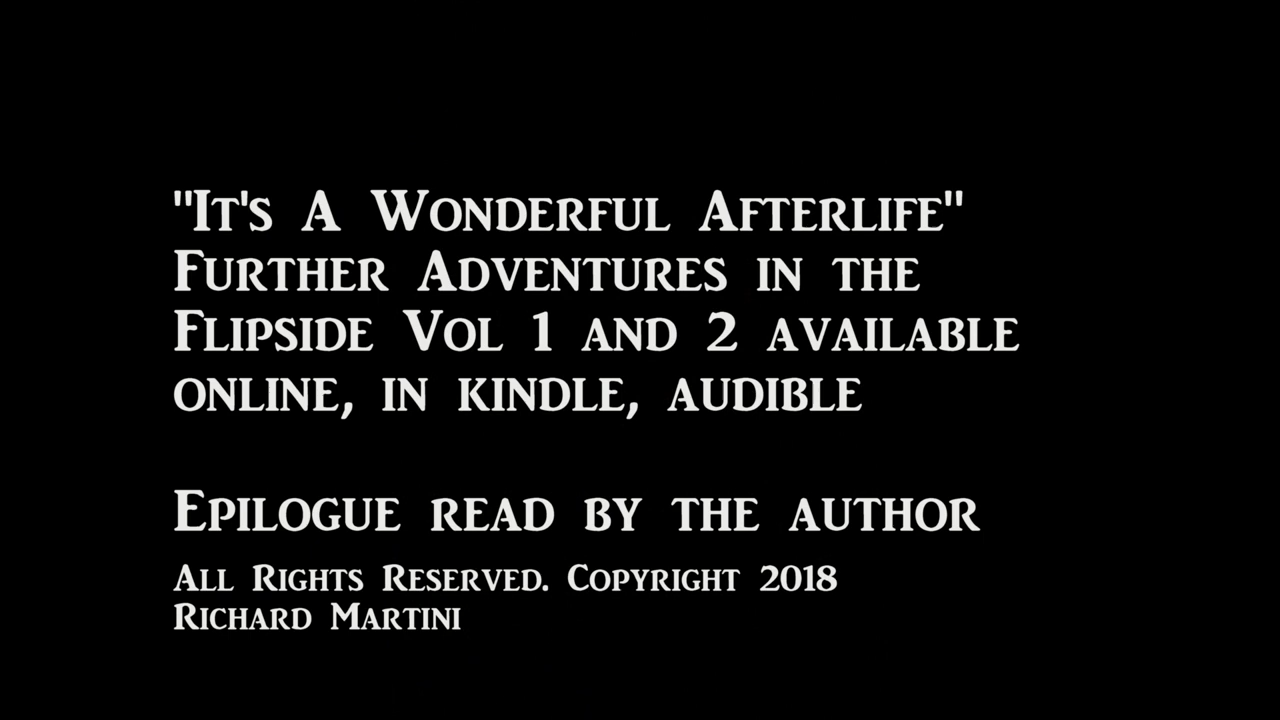 "It's A Wonderful Afterlife"
Further Adventures in the
Flipside Vol 1 and 2 available
online, in kindle, audible
Epilogue read by the author
All Rights Reserved. Copyright 2018
Richard Martini